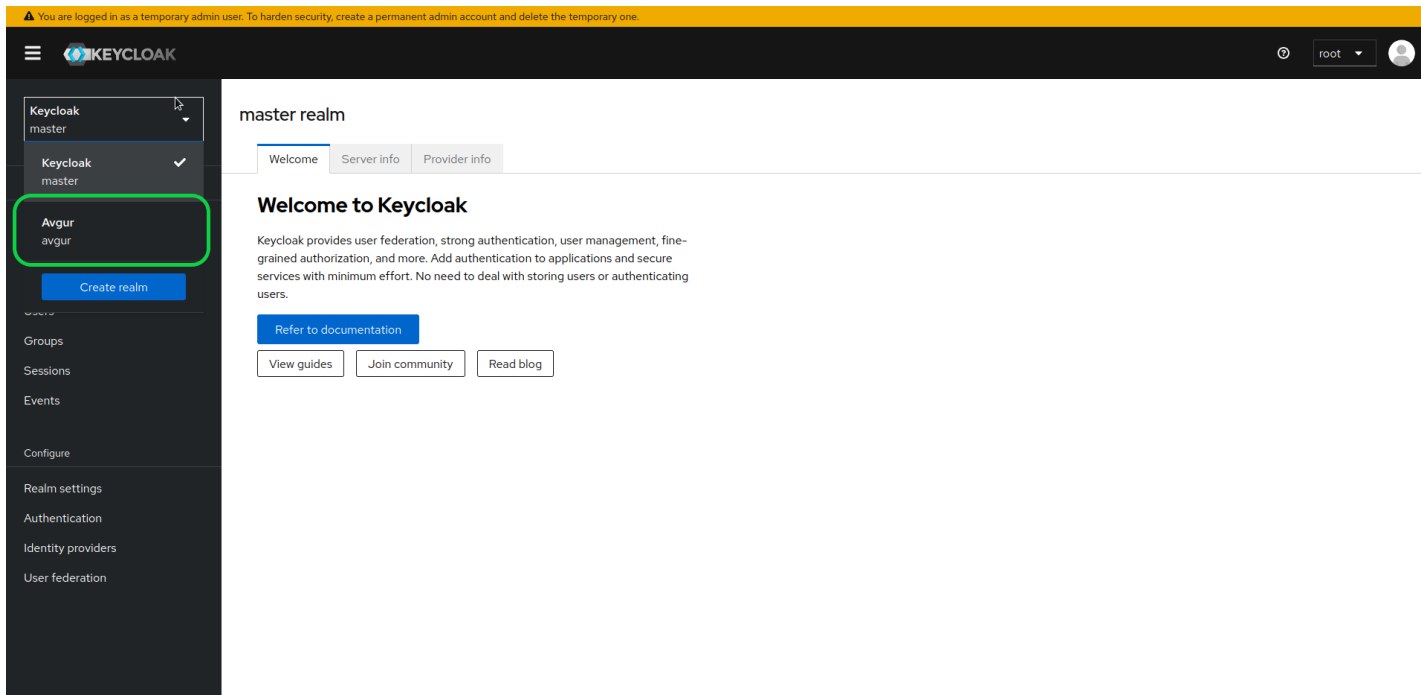 You are logged in as a temporary admin user. To harden security, create a permanent admin account and delete the temporary one.
KEYCLOAK
root
Keycloak
master
Keycloak
master
Avgur
avgur
Create realm
Users
Groups
Sessions
Events
Configure
Realm settings
Authentication
Identity providers
User federation
master realm
Welcome
Server info
Provider info
Welcome to Keycloak
Keycloak provides user federation, strong authentication, user management, fine-
grained authorization, and more. Add authentication to applications and secure
services with minimum effort. No need to deal with storing users or authenticating
users.
Refer to documentation
View guides
Join community
Read blog